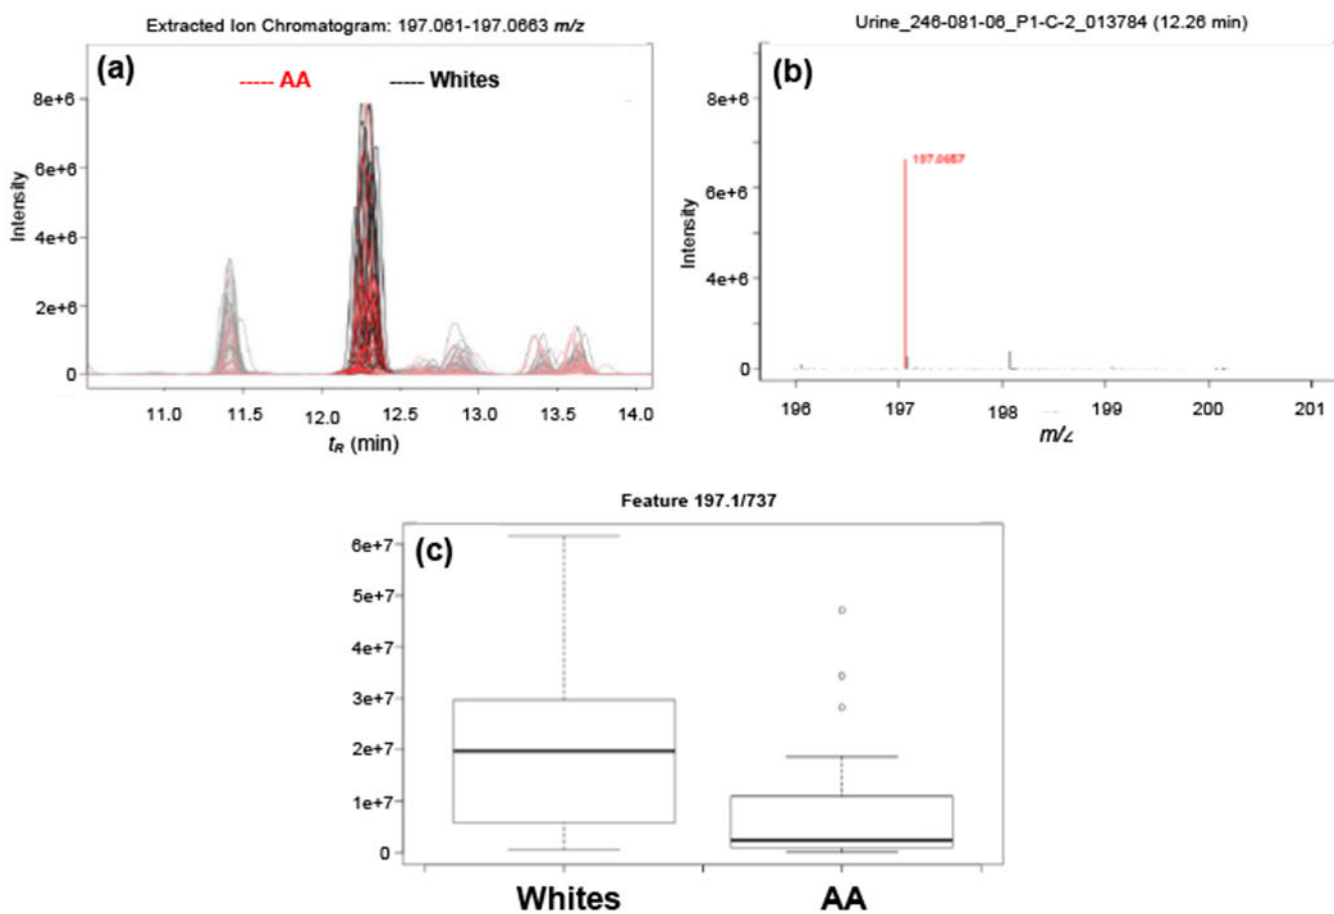 Extracted Ion Chromatogram: 197.061-197.0663 m/z
(a)
----- AA
----- Whites
8e+6
6e+6
4e+6
2e+6
0
Intensity
11.0 11.5 12.0 12.5 13.0 13.5 14.0
tR (min)
Urine_246-081-06_P1-C-2_013784 (12.26 min)
(b)
197.0657
8e+6
6e+6
4e+6
0
Intensity
196 197 198 199 200 201
m/z
Feature 197.1/737
(c)
6e+7
5e+7
4e+7
3e+7
2e+7
1e+7
0
Whites AA